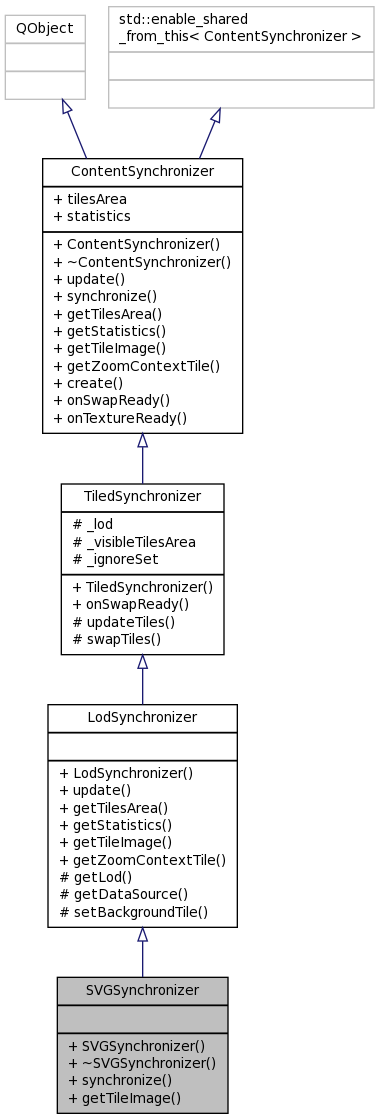 QObject
std::enable_shared
_from_this< ContentSynchronizer >
ContentSynchronizer
+ tilesArea
+ statistics
+ ContentSynchronizer()
+ ~ContentSynchronizer()
+ update()
+ synchronize()
+ getTilesArea()
+ getStatistics()
+ getTileImage()
+ getZoomContextTile()
+ create()
+ onSwapReady()
+ onTextureReady()
TiledSynchronizer
# _lod
# _visibleTilesArea
# _ignoreSet
+ TiledSynchronizer()
+ onSwapReady()
# updateTiles()
# swapTiles()
LodSynchronizer
+ LodSynchronizer()
+ update()
+ getTilesArea()
+ getStatistics()
+ getTileImage()
+ getZoomContextTile()
# getLod()
# getDataSource()
# setBackgroundTile()
SVGSynchronizer
+ SVGSynchronizer()
+ ~SVGSynchronizer()
+ synchronize()
+ getTileImage()